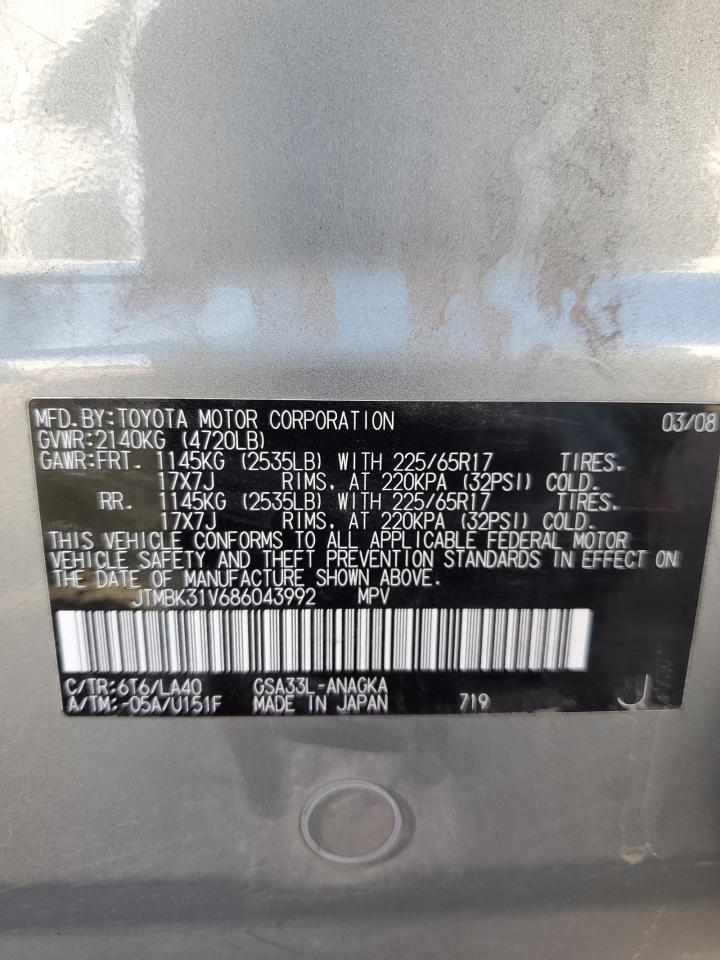 MFD.BY:TOYOTA MOTOR CORPORATION 03/08
GVWR:2140KG (4720LB)
GAWR:FRT. 1145KG (2535LB) WITH 225/65R17 TIRES.
17X7J RIMS, AT 220KPA (32PSI) COLD.
RR. 1145KG (2535LB) WITH 225/65R17 TIRES.
17X7J RIMS, AT 220KPA (32PSI) COLD.
THIS VEHICLE CONFORMS TO ALL APPLICABLE FEDERAL MOTOR
VEHICLE SAFETY AND THEFT PREVENTION STANDARDS IN EFFECT ON
THE DATE OF MANUFACTURE SHOWN ABOVE.
JTMBK31V686043992 MPV
C/TR:6T6/LA40 GSA33L-ANAGKA
A/TM:-05A/U151F MADE IN JAPAN 719 J